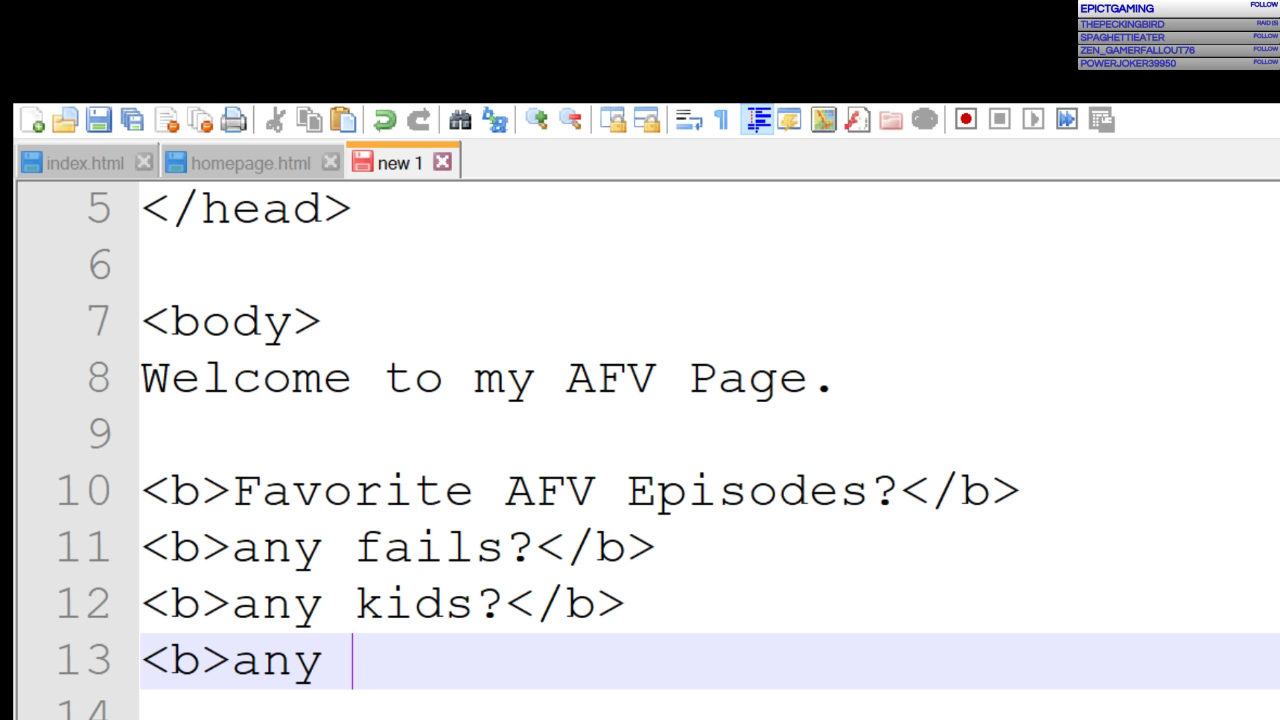 EPICTGAMING FOLLOW
THEPECKINGBIRD RAID (5)
SPAGHETTIEATER FOLLOW
ZEN_GAMERFALLOUT76 FOLLOW
POWERJOKER39950 FOLLOW
index.html homepage.html new 1
5 </head>
6
7 <body>
8 Welcome to my AFV Page.
9
10 <b>Favorite AFV Episodes?</b>
11 <b>any fails?</b>
12 <b>any kids?</b>
13 <b>any
14